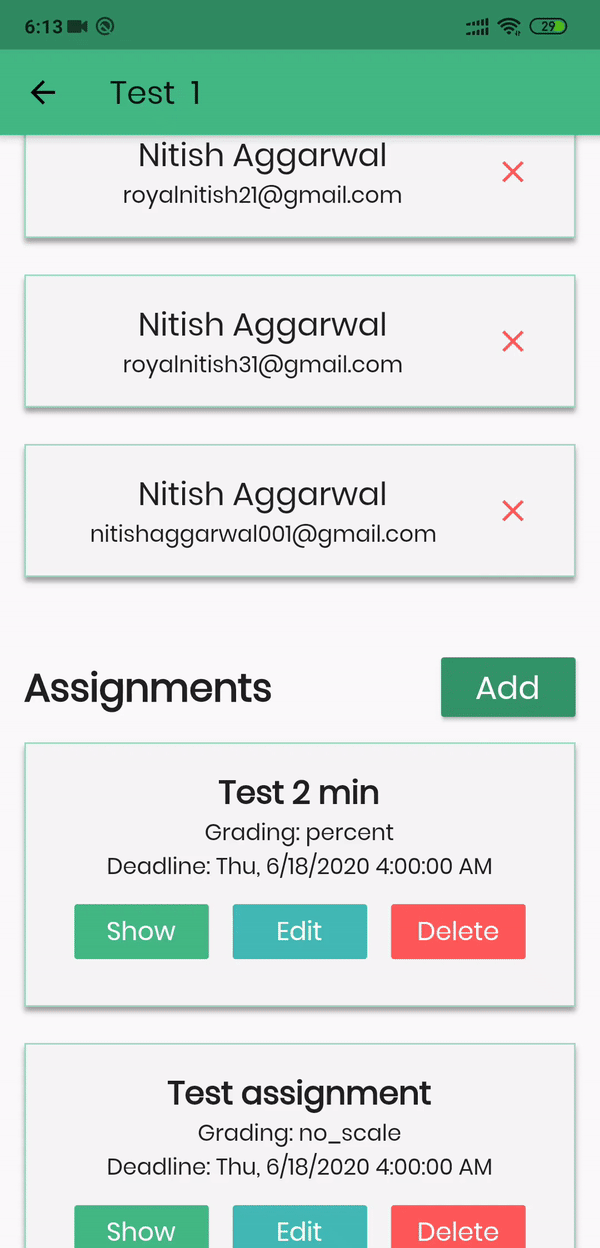 6:13 29
Test 1
Nitish Aggarwal
royalnitish21@gmail.com
Nitish Aggarwal
royalnitish31@gmail.com
Nitish Aggarwal
nitishaggarwal001@gmail.com
Assignments Add
Test 2 min
Grading: percent
Deadline: Thu, 6/18/2020 4:00:00 AM
Show Edit Delete
Test assignment
Grading: no_scale
Deadline: Thu, 6/18/2020 4:00:00 AM
Show Edit Delete